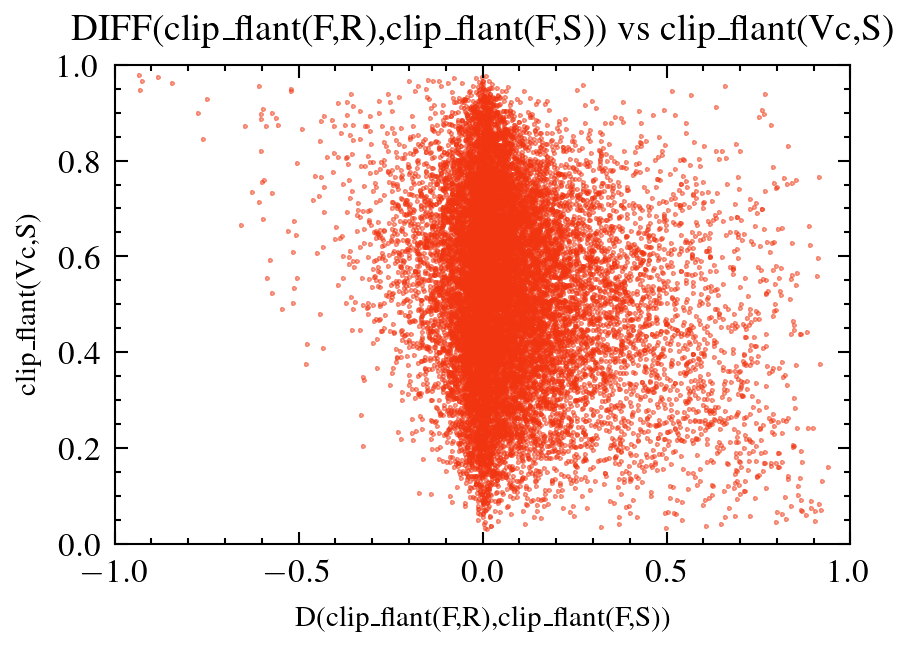 DIFF(clip_flant(F,R),clip_flant(F,S)) vs clip_flant(Vc,S)
1.0
0.8
0.6
0.4
0.2
0.0
clip_flant(Vc,S)
−1.0 −0.5 0.0 0.5 1.0
D(clip_flant(F,R),clip_flant(F,S))